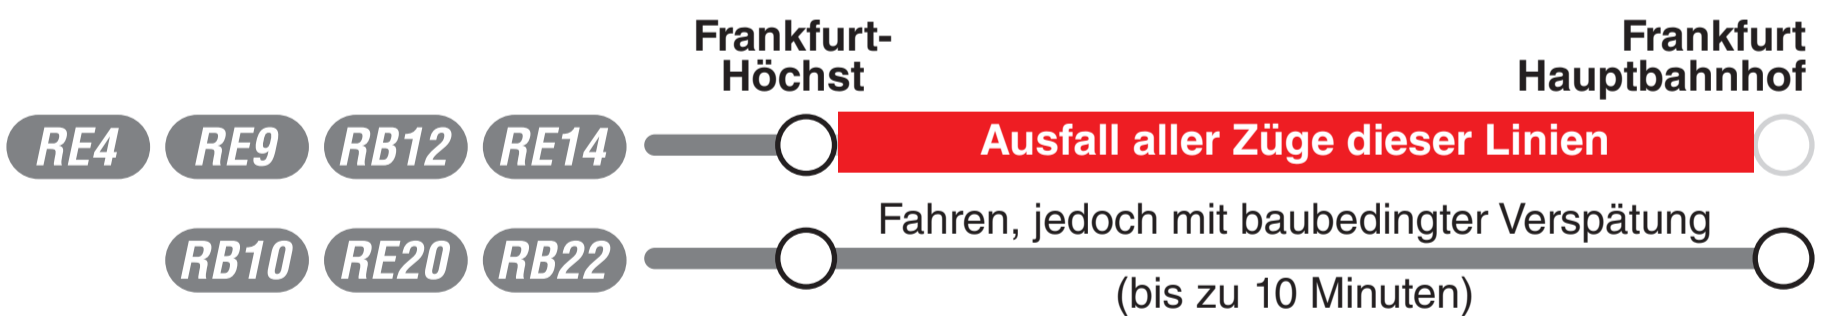 Frankfurt-
Höchst
Frankfurt
Hauptbahnhof
RE4 RE9 RB12 RE14
Ausfall aller Züge dieser Linien
Fahren, jedoch mit baubedingter Verspätung
RB10 RE20 RB22
(bis zu 10 Minuten)